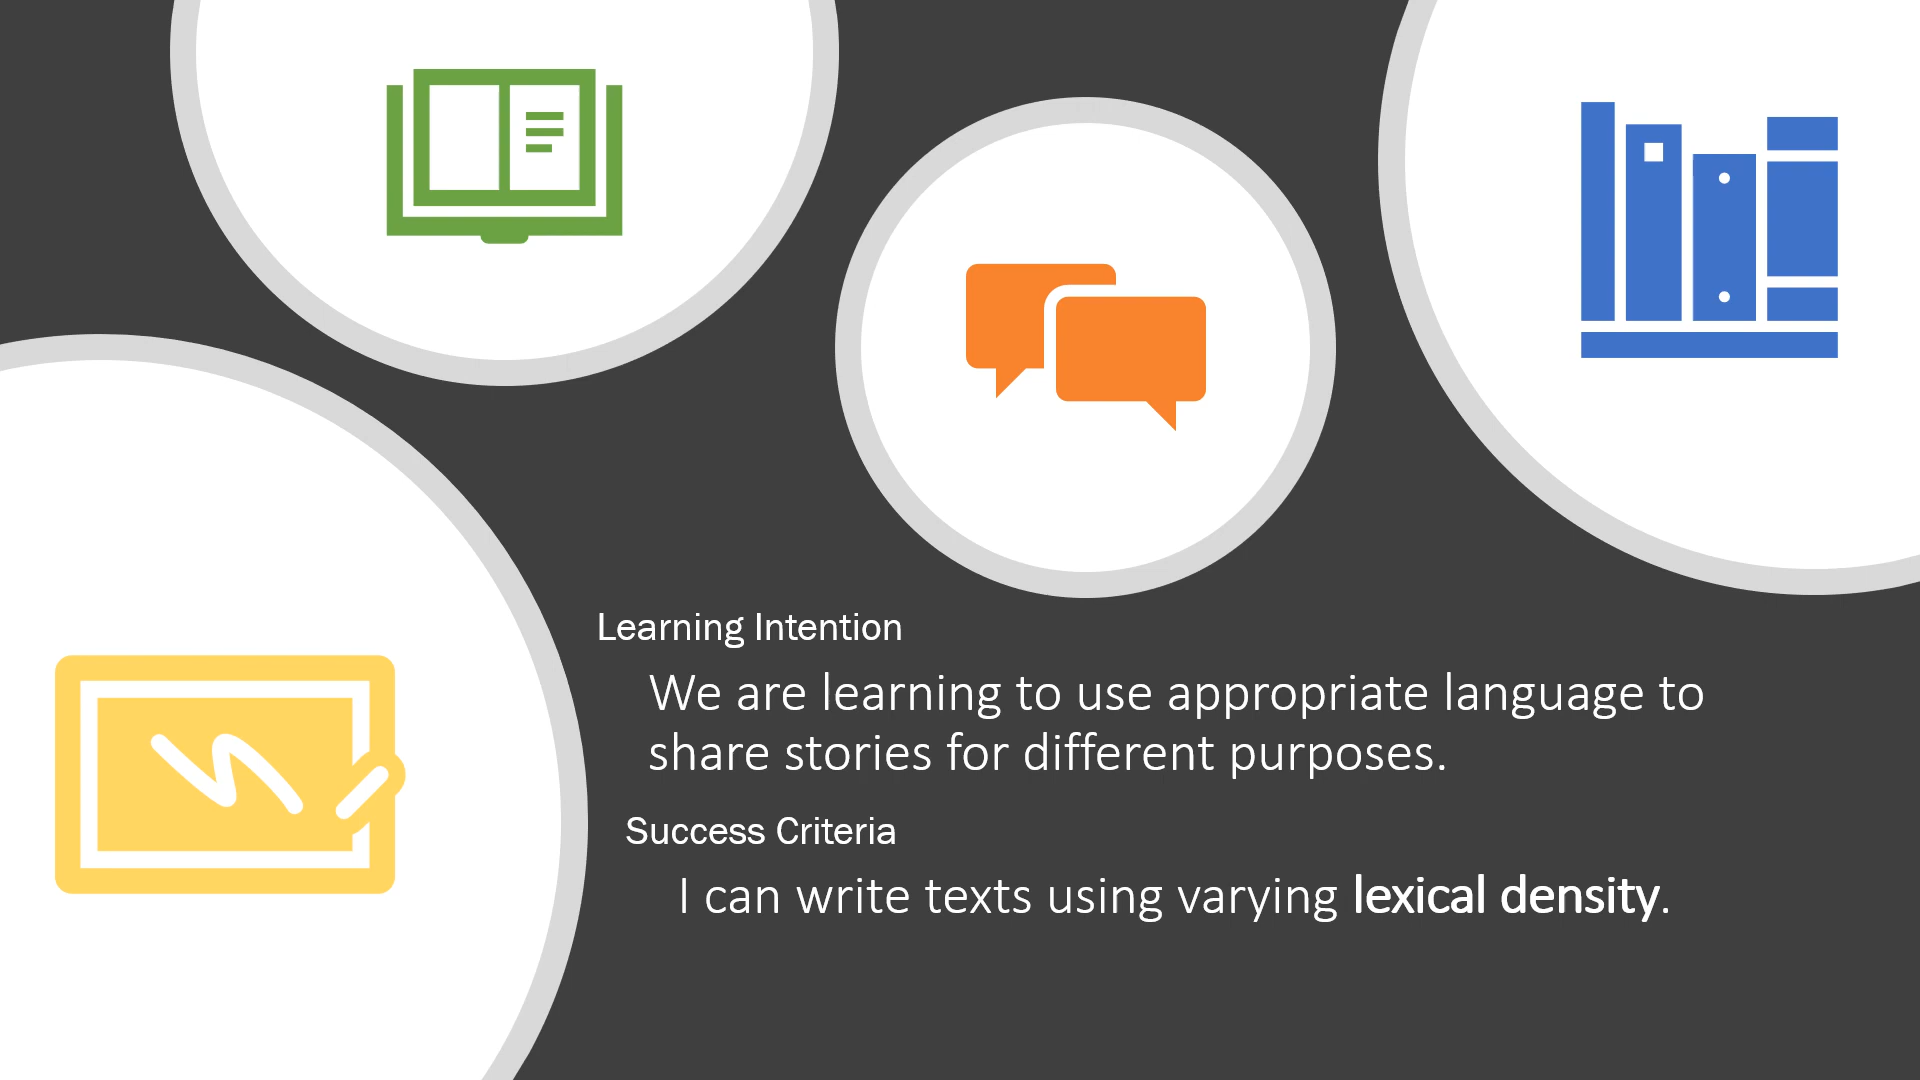 Learning Intention
We are learning to use appropriate language to
share stories for different purposes.
Success Criteria
I can write texts using varying lexical density.